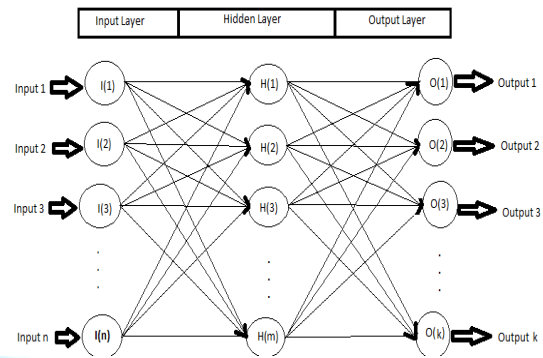 Input Layer Hidden Layer Output Layer
Input 1 I(1) H(1) O(1) Output 1
Input 2 I(2) H(2) O(2) Output 2
Input 3 I(3) H(3) O(3) Output 3
Input n I(n) H(m) O(k) Output k